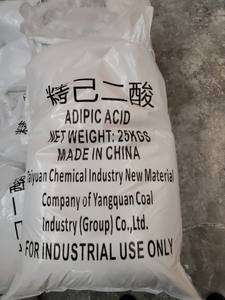 精己二酸
ADIPIC ACID
NET WEIGHT: 25KGS
MADE IN CHINA
Taiyuan Chemical Industry New Material
Company of Yangquan Coal
Industry (Group) Co.,Ltd.
FOR INDUSTRIAL USE ONLY